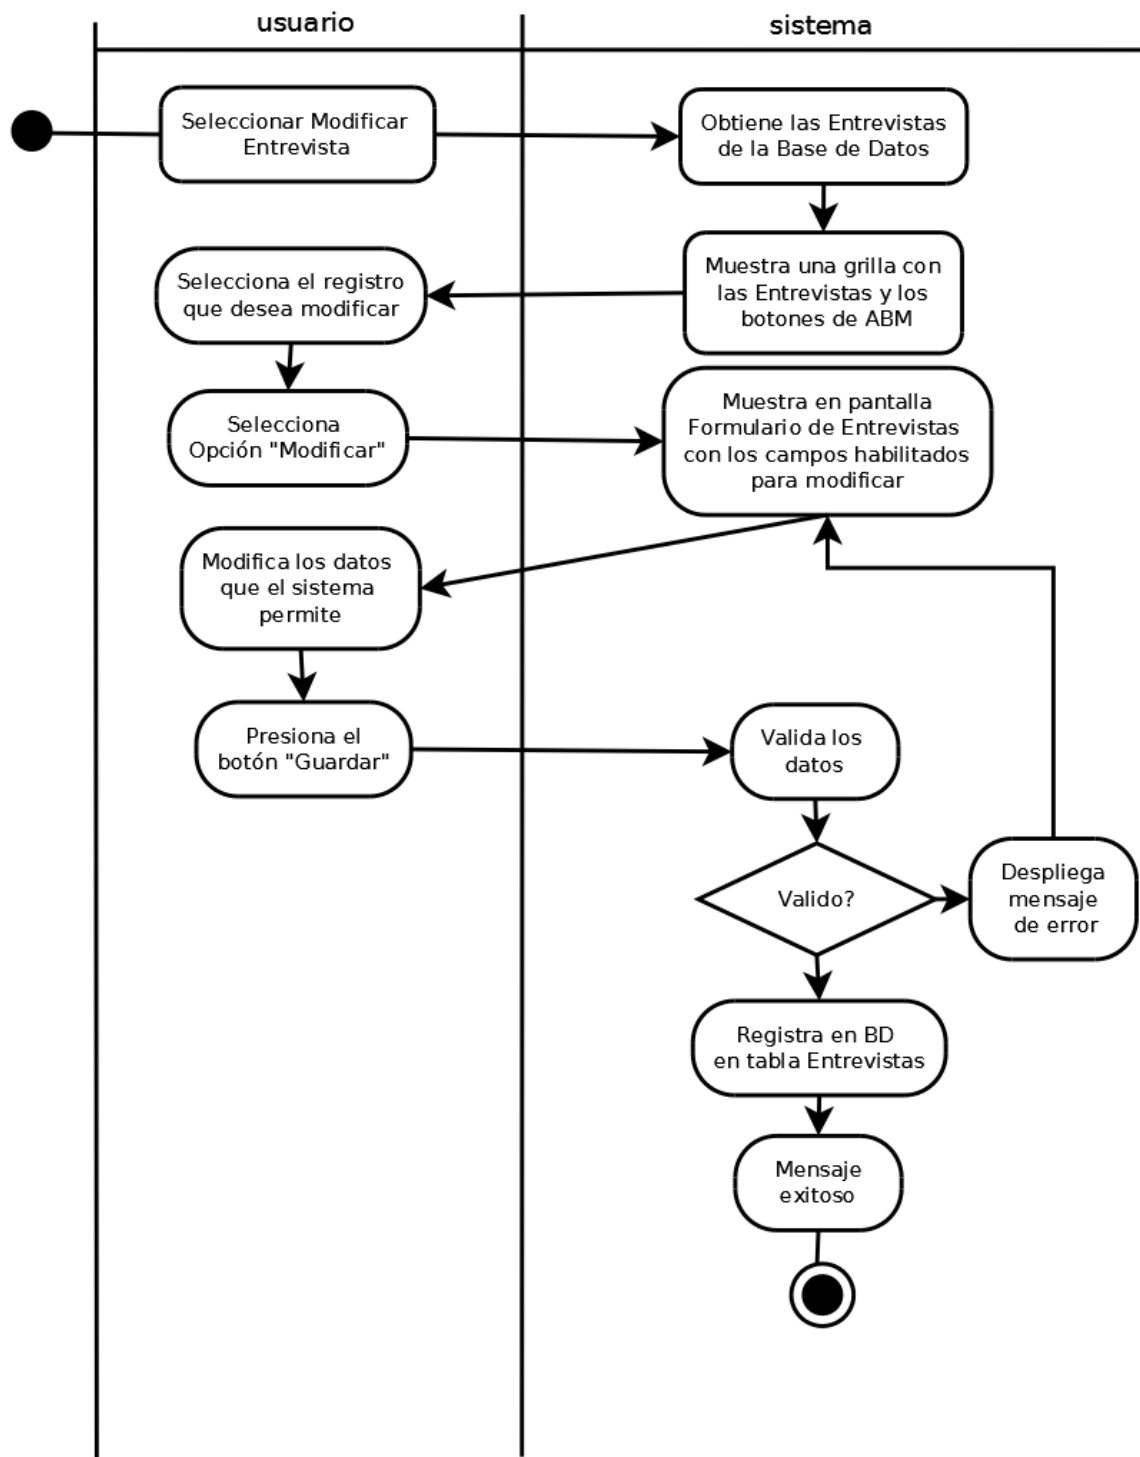 usuario
sistema
Seleccionar Modificar
Entrevista
Obtiene las Entrevistas
de la Base de Datos
Muestra una grilla con
las Entrevistas y los
botones de ABM
Selecciona el registro
que desea modificar
Selecciona
Opción "Modificar"
Muestra en pantalla
Formulario de Entrevistas
con los campos habilitados
para modificar
Modifica los datos
que el sistema
permite
Presiona el
botón "Guardar"
Valida los
datos
Valido?
Despliega
mensaje
de error
Registra en BD
en tabla Entrevistas
Mensaje
exitoso